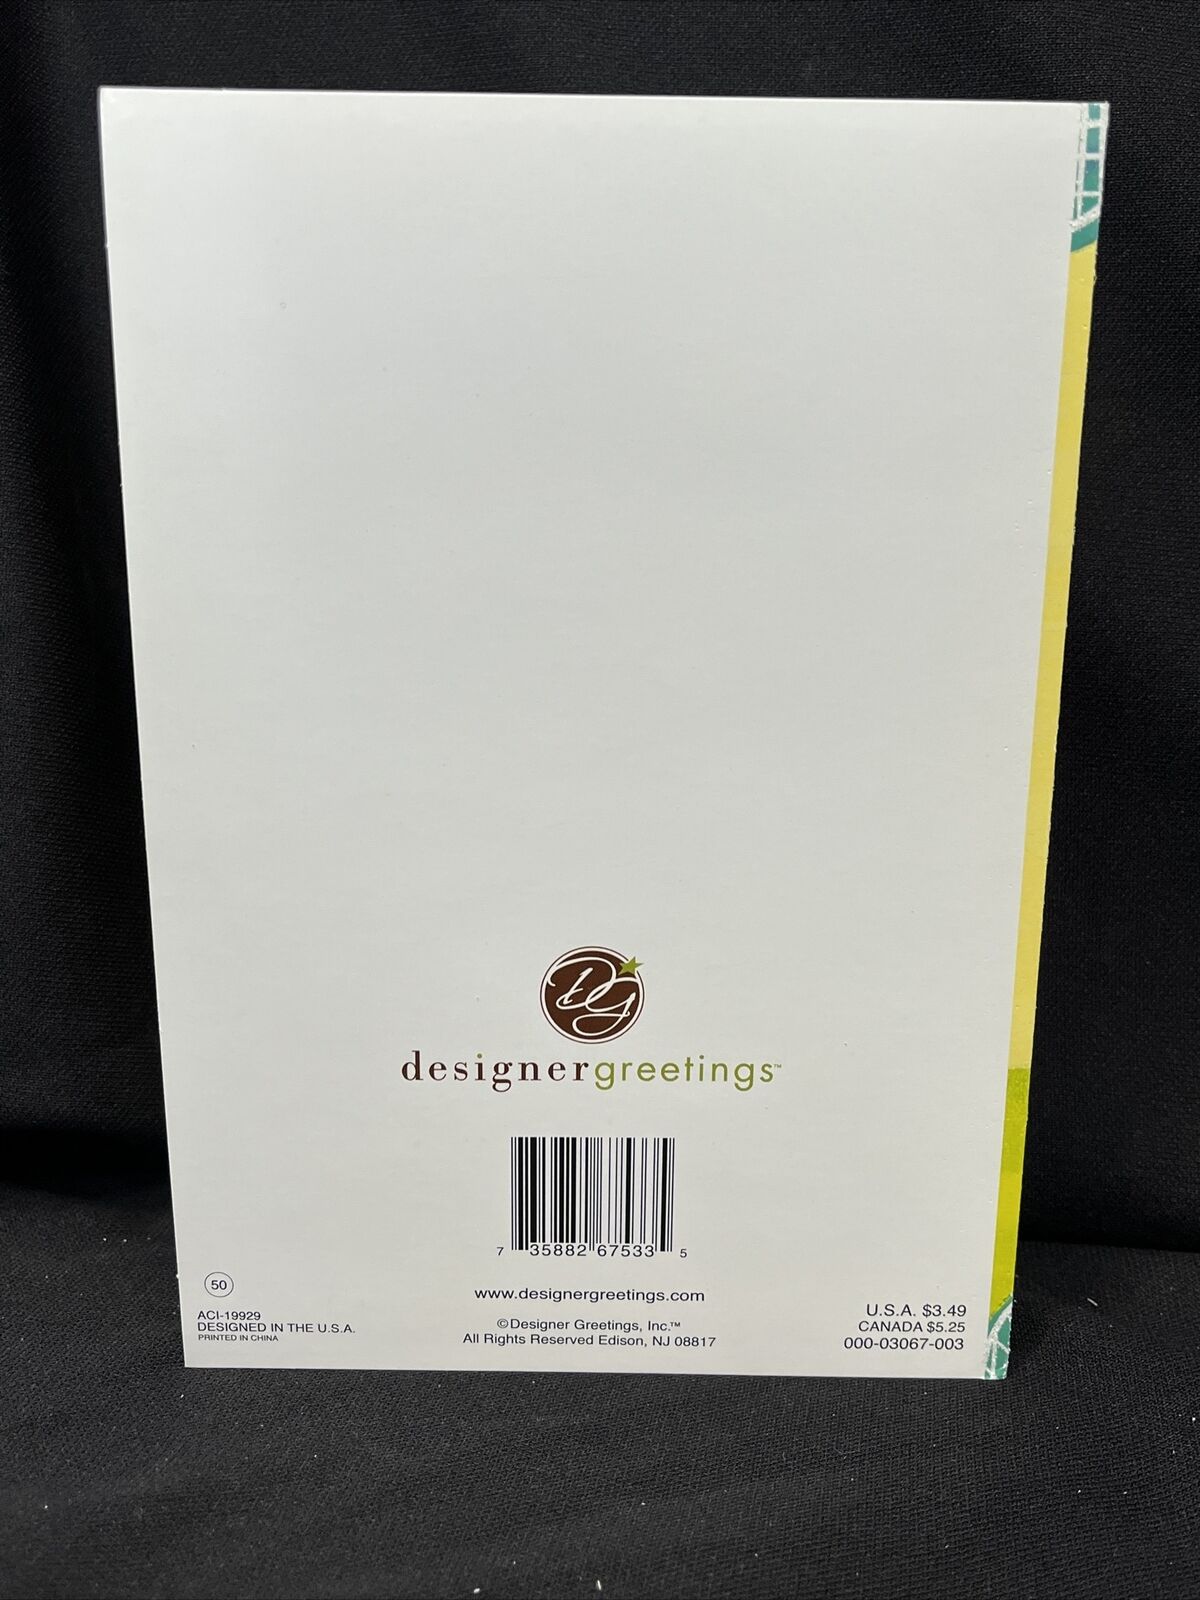 DG
designergreetings™
7 35882 67533 5
50
ACI-19929
DESIGNED IN THE U.S.A.
PRINTED IN CHINA
www.designergreetings.com
©Designer Greetings, Inc.™
All Rights Reserved Edison, NJ 08817
U.S.A. $3.49
CANADA $5.25
000-03067-003